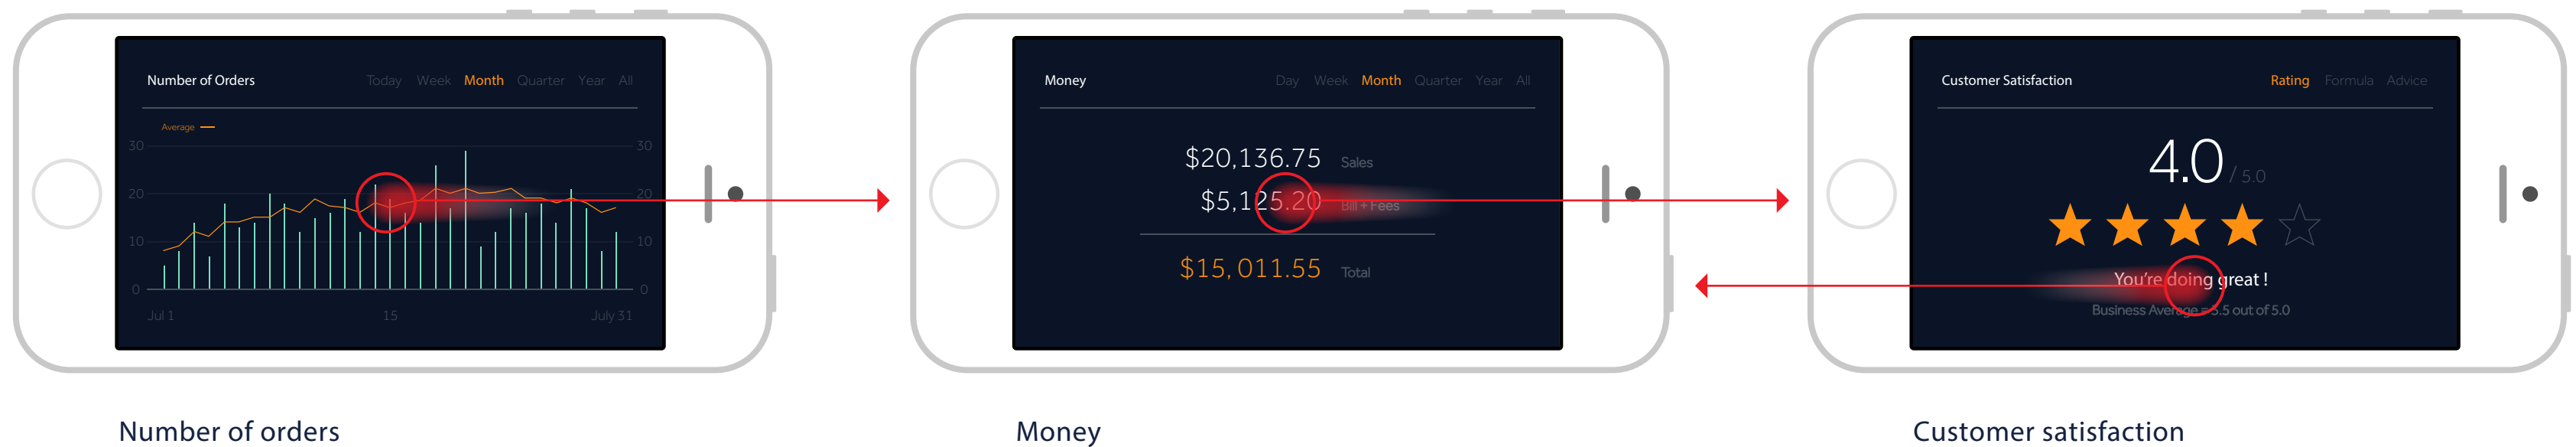 Number of Orders Today Week Month Quarter Year All
Average
30 30
20 20
10 10
0 0
Jul 1 15 July 31
Number of orders
Money Day Week Month Quarter Year All
$20,136.75 Sales
$5,125.20 Bill + Fees
$15,011.55 Total
Money
Customer Satisfaction Rating Formula Advice
4.0 / 5.0
You're doing great !
Business Average = 3.5 out of 5.0
Customer satisfaction